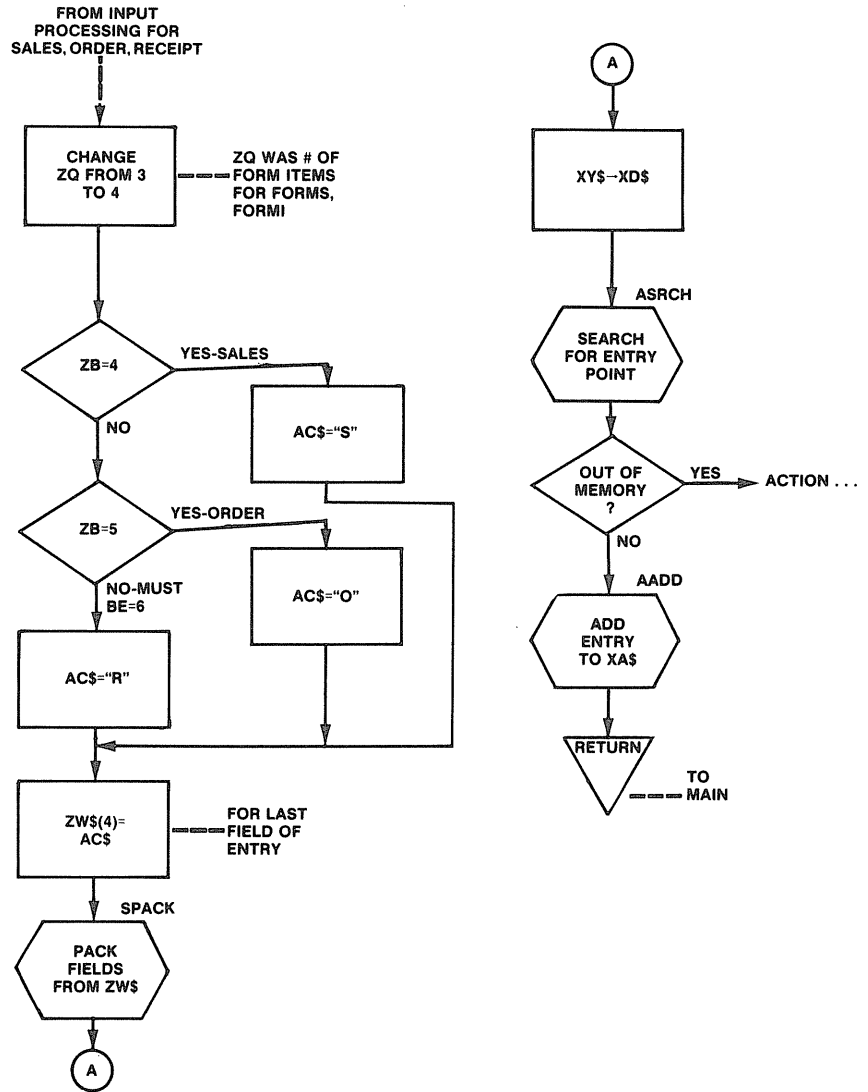 FROM INPUT
PROCESSING FOR
SALES, ORDER, RECEIPT
CHANGE
ZQ FROM 3
TO 4
ZQ WAS # OF
FORM ITEMS
FOR FORMS,
FORMI
ZB=4
YES-SALES
NO
AC$="S"
ZB=5
YES-ORDER
NO-MUST
BE=6
AC$="O"
AC$="R"
ZW$(4)=
AC$
FOR LAST
FIELD OF
ENTRY
SPACK
PACK
FIELDS
FROM ZW$
A
A
XY$→XD$
ASRCH
SEARCH
FOR ENTRY
POINT
OUT OF
MEMORY
?
YES
ACTION . . .
NO
AADD
ADD
ENTRY
TO XA$
RETURN
TO
MAIN